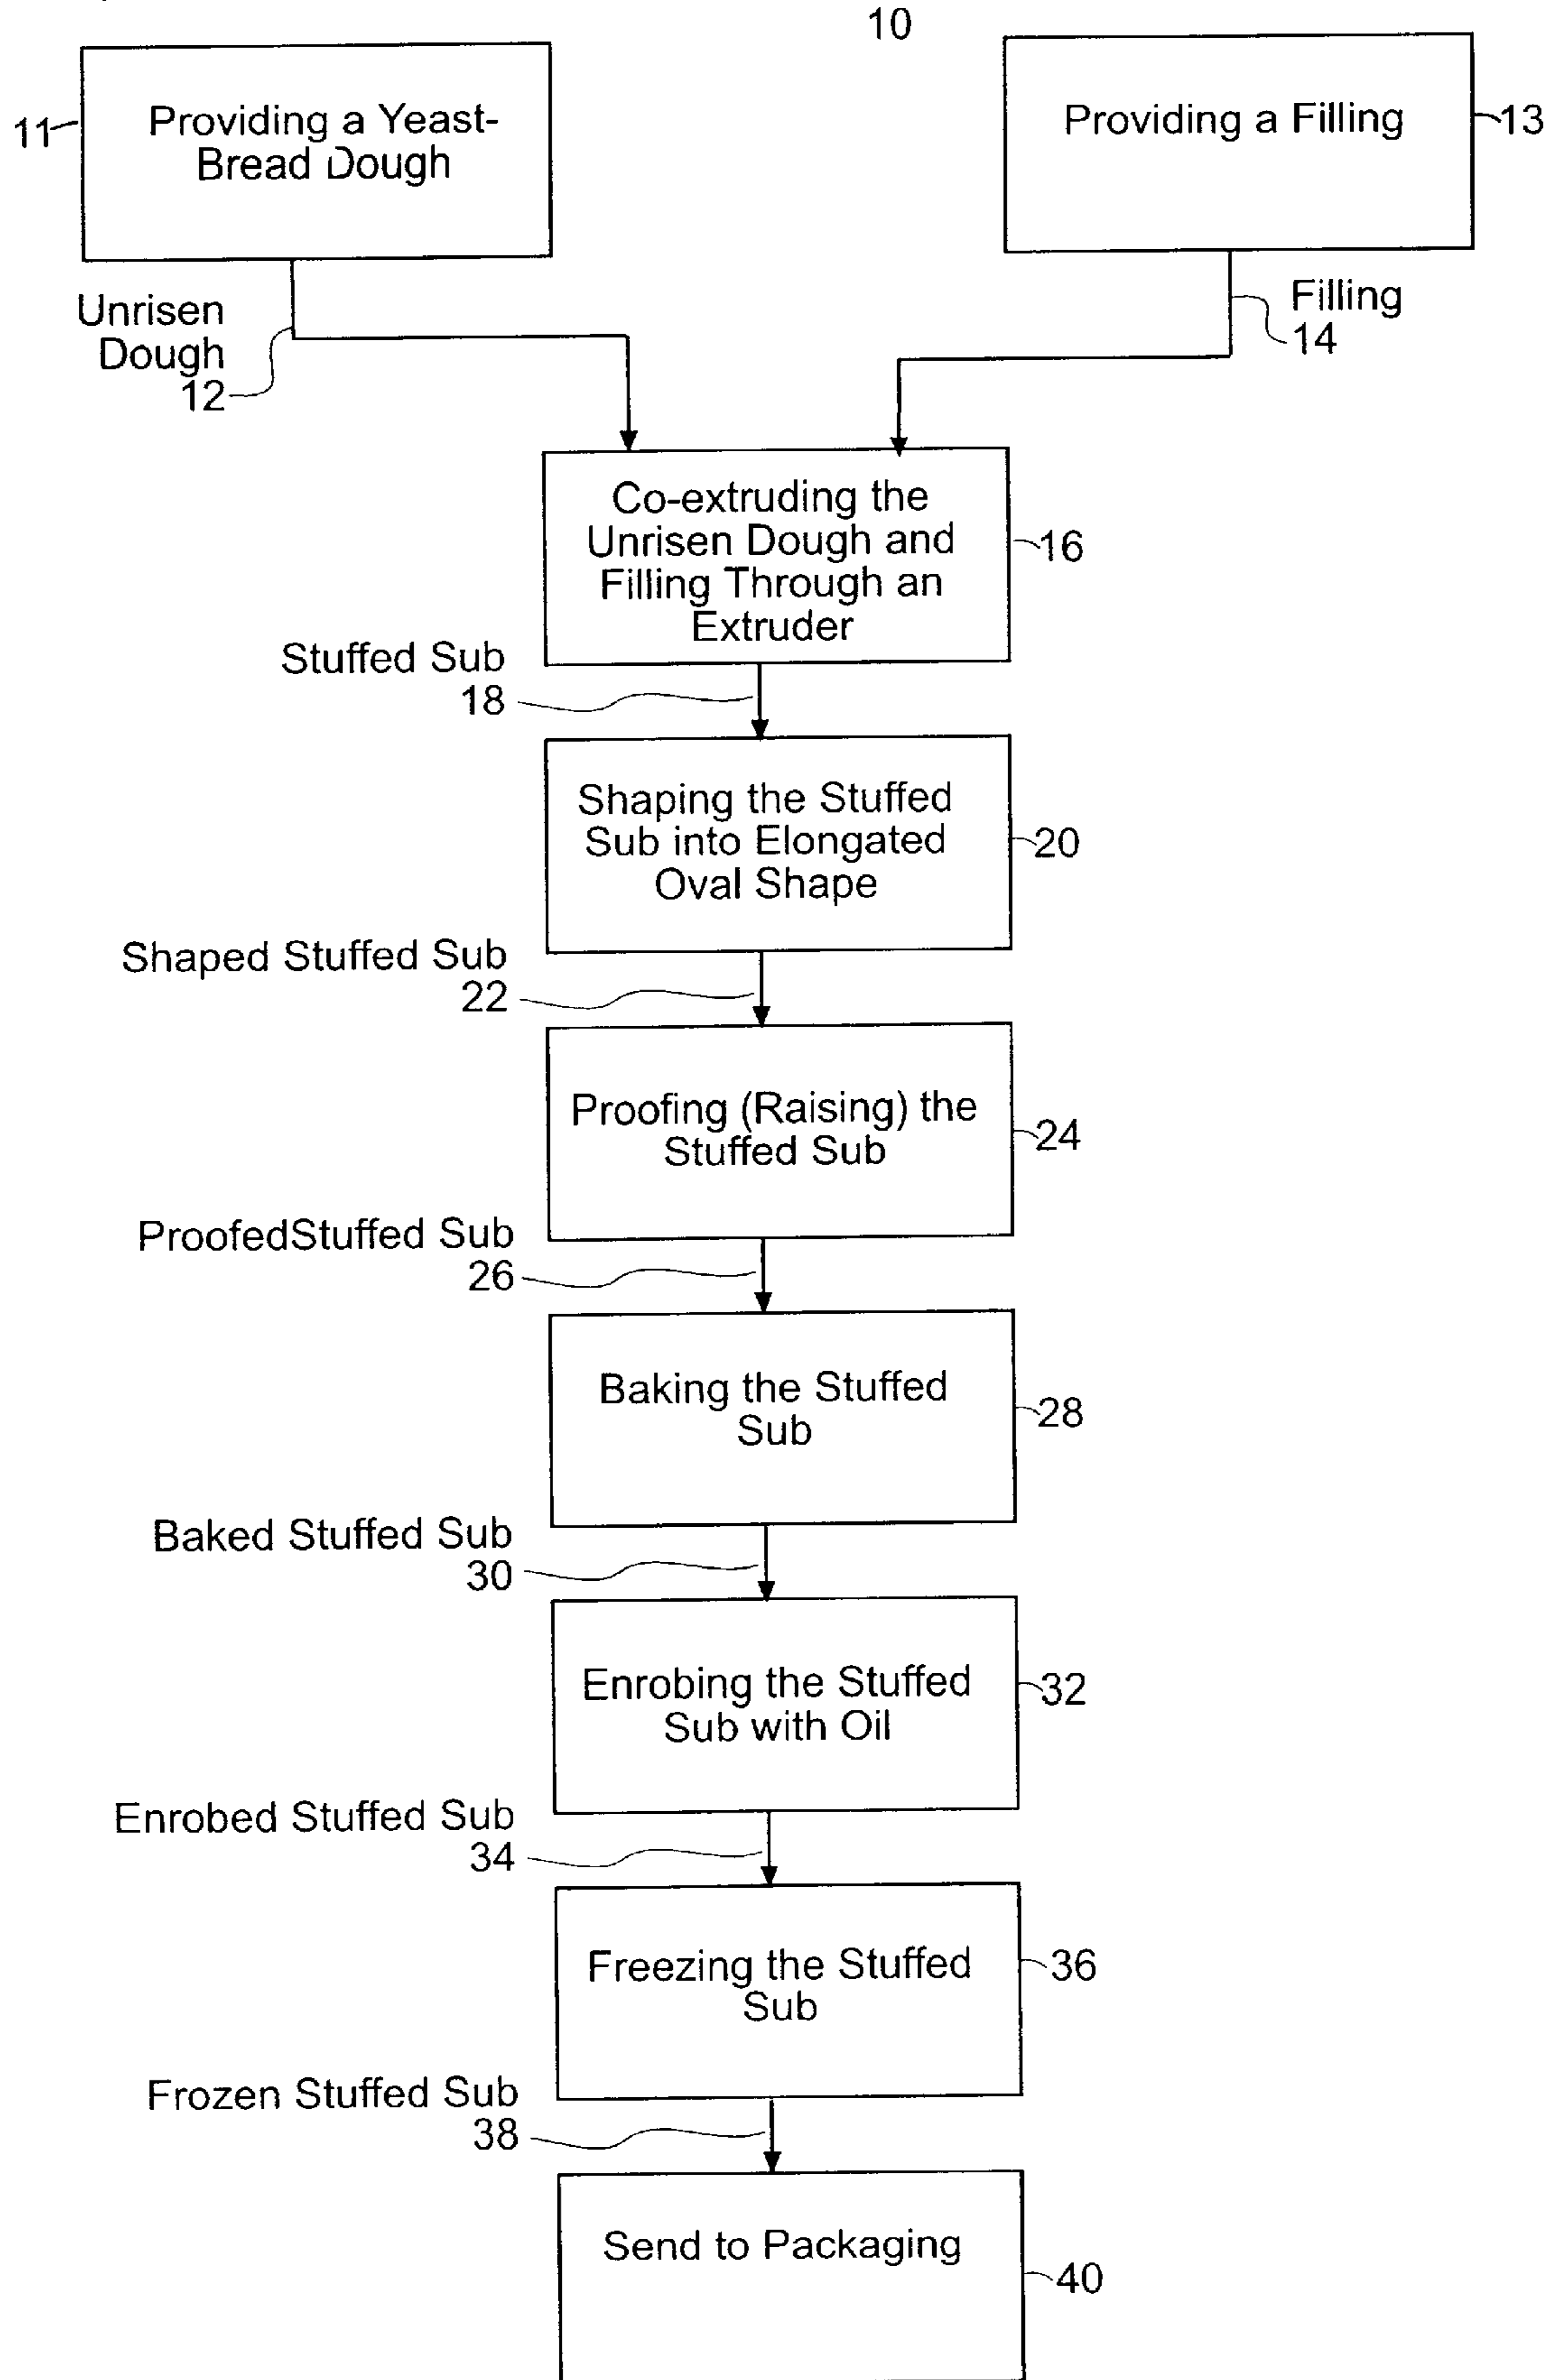 10
11
Providing a Yeast-
Bread Dough
Providing a Filling
13
Unrisen
Dough
12
Filling
14
Co-extruding the
Unrisen Dough and
Filling Through an
Extruder
16
Stuffed Sub
18
Shaping the Stuffed
Sub into Elongated
Oval Shape
20
Shaped Stuffed Sub
22
Proofing (Raising) the
Stuffed Sub
24
ProofedStuffed Sub
26
Baking the Stuffed
Sub
28
Baked Stuffed Sub
30
Enrobing the Stuffed
Sub with Oil
32
Enrobed Stuffed Sub
34
Freezing the Stuffed
Sub
36
Frozen Stuffed Sub
38
Send to Packaging
40